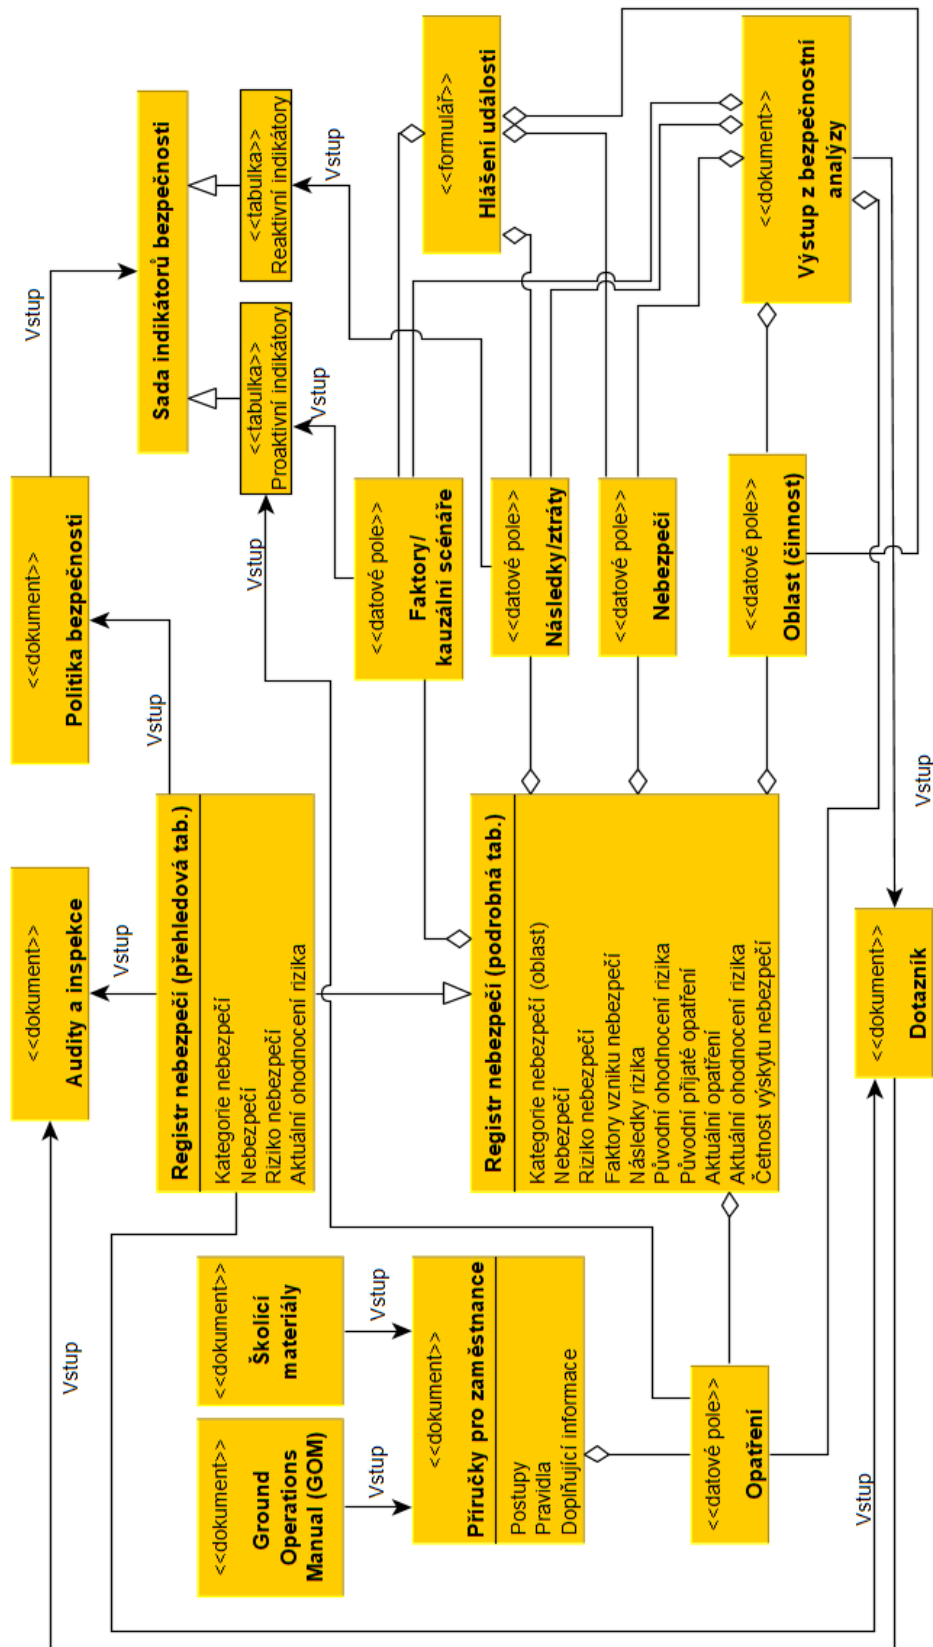 <<dokument>>
Audity a inspekce
<<dokument>>
Politika bezpečnosti
Vstup
Sada indikátorů bezpečnosti
Vstup
Vstup
Registr nebezpečí (přehledová tab.)
Kategorie nebezpečí
Nebezpečí
Riziko nebezpečí
Aktuální ohodnocení rizika
Vstup
<<tabulka>>
Proaktivní indikátory
<<tabulka>>
Reaktivní indikátory
Vstup
Vstup
Vstup
<<dokument>>
Ground
Operations
Manual (GOM)
<<dokument>>
Školící
materiály
Vstup
Vstup
<<datové pole>>
Faktory/
kauzální scénáře
<<formulář>>
Hlášení události
<<dokument>>
Příručky pro zaměstnance
Postupy
Pravidla
Doplňující informace
Registr nebezpečí (podrobná tab.)
Kategorie nebezpečí (oblast)
Nebezpečí
Riziko nebezpečí
Faktory vzniku nebezpečí
Následky rizika
Původní ohodnocení rizika
Původní přijaté opatření
Aktuální opatření
Aktuální ohodnocení rizika
Četnost výskytu nebezpečí
<<datové pole>>
Následky/ztráty
<<datové pole>>
Nebezpečí
<<datové pole>>
Opatření
<<datové pole>>
Oblast (činnost)
<<dokument>>
Výstup z bezpečnostní
analýzy
Vstup
<<dokument>>
Dotazník
Vstup